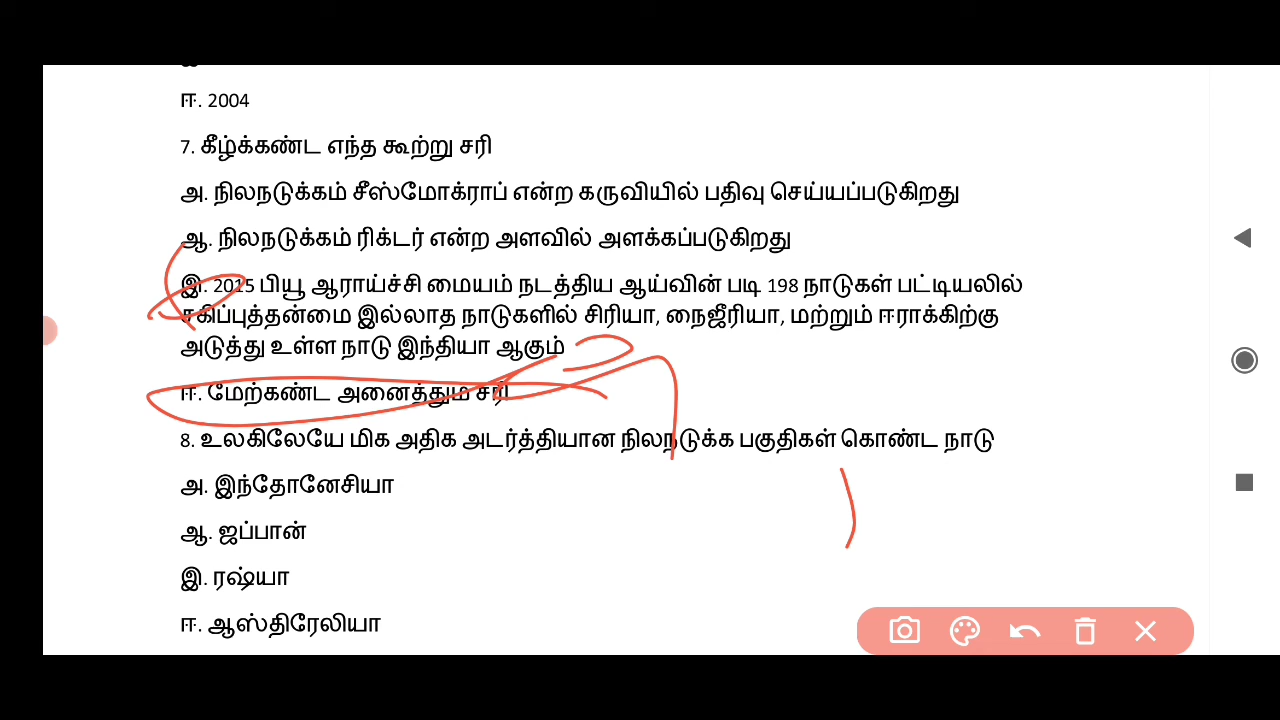 ஈ. 2004
7. கீழ்க்கண்ட எந்த கூற்று சரி
அ. நிலநடுக்கம் சீஸ்மோக்ராப் என்ற கருவியில் பதிவு செய்யப்படுகிறது
ஆ. நிலநடுக்கம் ரிக்டர் என்ற அளவில் அளக்கப்படுகிறது
இ. 2015 பியூ ஆராய்ச்சி மையம் நடத்திய ஆய்வின் படி 198 நாடுகள் பட்டியலில்
சகிப்புத்தன்மை இல்லாத நாடுகளில் சிரியா, நைஜீரியா, மற்றும் ஈராக்கிற்கு
அடுத்து உள்ள நாடு இந்தியா ஆகும்
ஈ. மேற்கண்ட அனைத்தும் சரி
8. உலகிலேயே மிக அதிக அடர்த்தியான நிலநடுக்க பகுதிகள் கொண்ட நாடு
அ. இந்தோனேசியா
ஆ. ஜப்பான்
இ. ரஷ்யா
ஈ. ஆஸ்திரேலியா